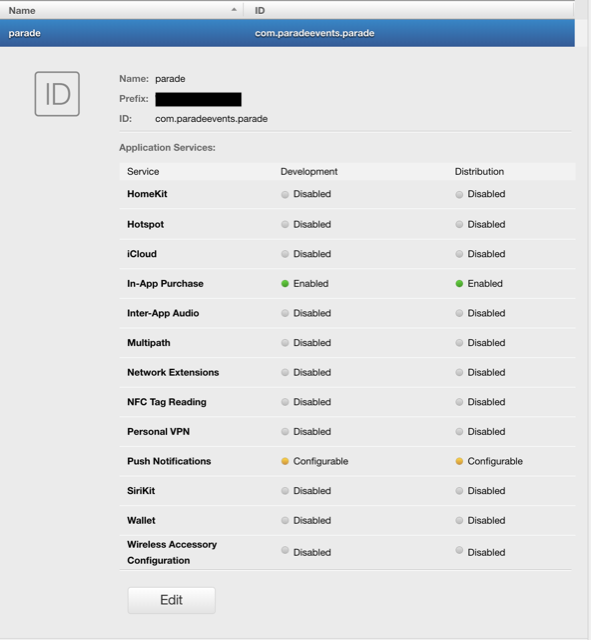 Name ID
parade com.paradeevents.parade
ID
Name: parade
Prefix:
ID: com.paradeevents.parade
Application Services:
Service Development Distribution
HomeKit Disabled Disabled
Hotspot Disabled Disabled
iCloud Disabled Disabled
In-App Purchase Enabled Enabled
Inter-App Audio Disabled Disabled
Multipath Disabled Disabled
Network Extensions Disabled Disabled
NFC Tag Reading Disabled Disabled
Personal VPN Disabled Disabled
Push Notifications Configurable Configurable
SiriKit Disabled Disabled
Wallet Disabled Disabled
Wireless Accessory
Configuration Disabled Disabled
Edit